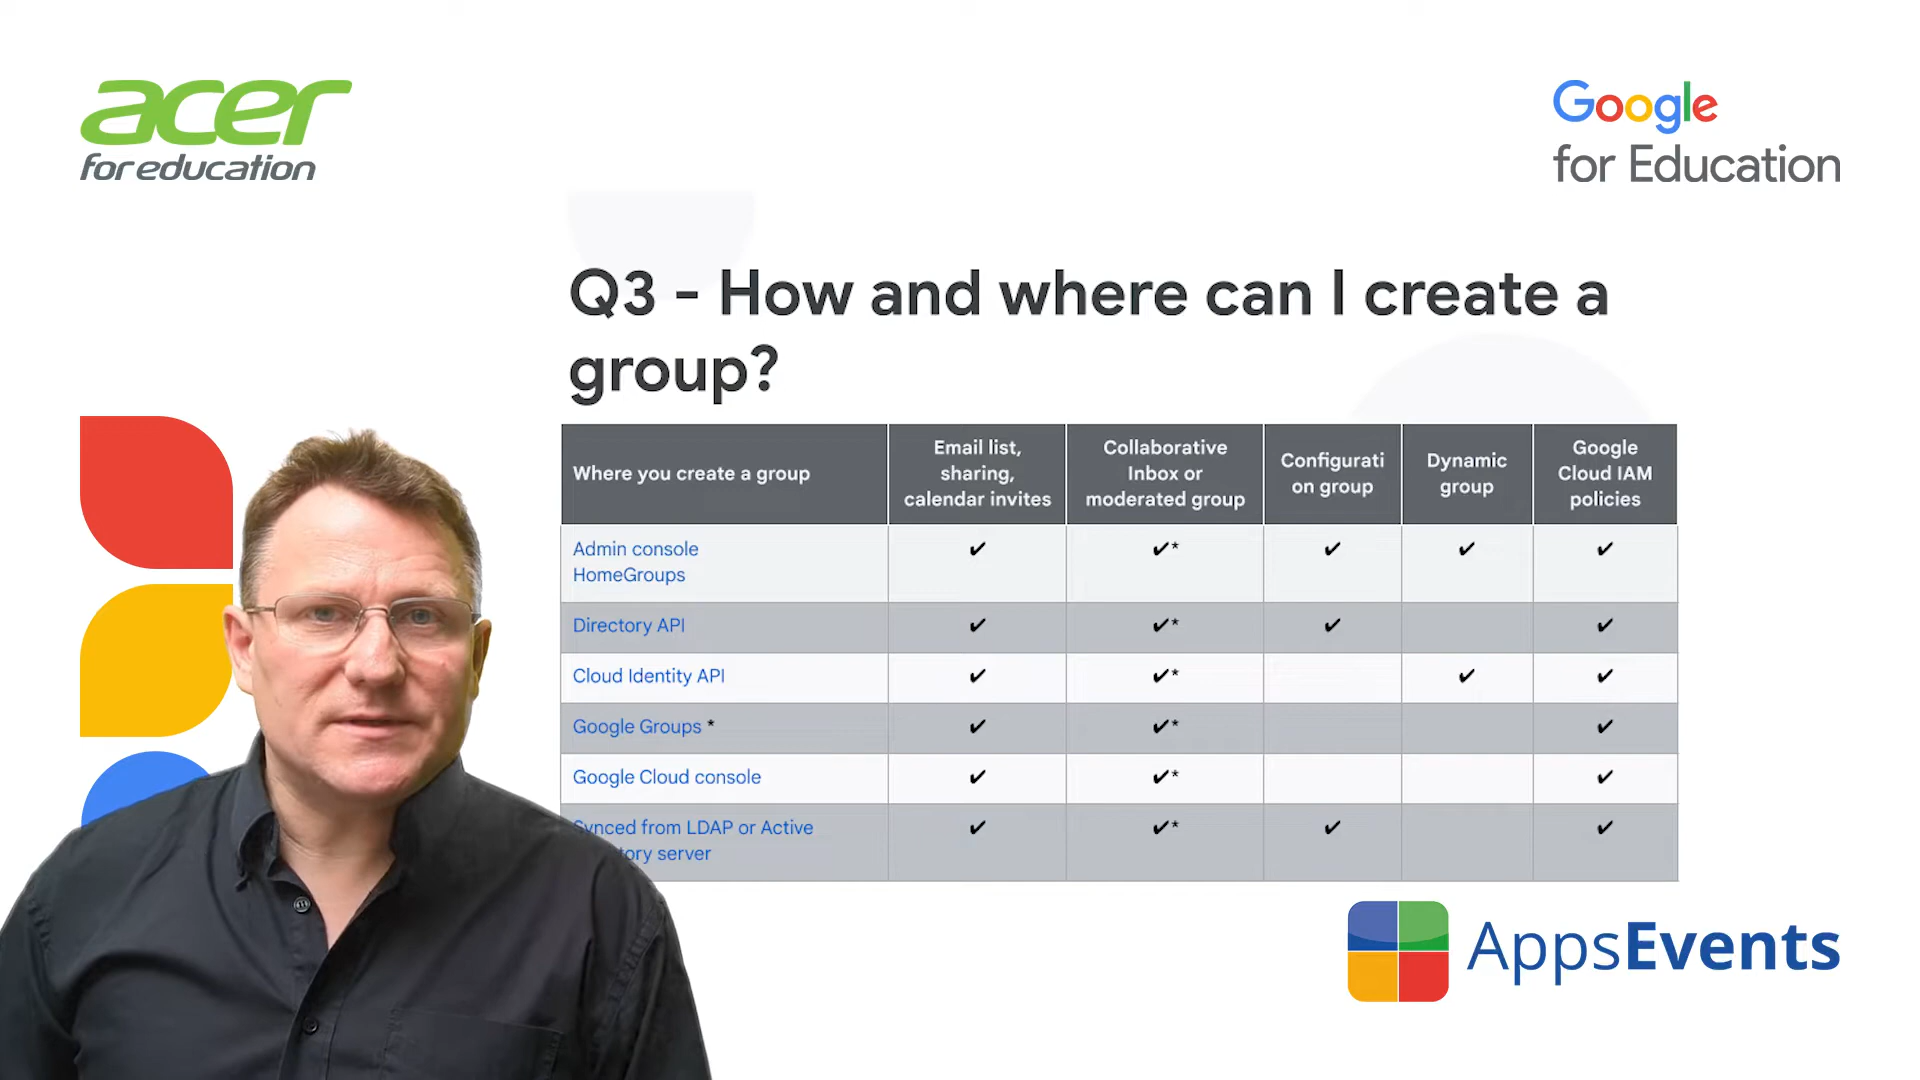 acer
for education
Google
for Education
Q3 - How and where can I create a
group?
Where you create a group
Email list,
sharing,
calendar invites
Collaborative
Inbox or
moderated group
Configurati
on group
Dynamic
group
Google
Cloud IAM
policies
Admin console
HomeGroups
✔ ✔* ✔ ✔ ✔
Directory API ✔ ✔* ✔ ✔
Cloud Identity API ✔ ✔* ✔ ✔
Google Groups * ✔ ✔* ✔
Google Cloud console ✔ ✔* ✔
Synced from LDAP or Active
server
✔ ✔* ✔ ✔
AppsEvents